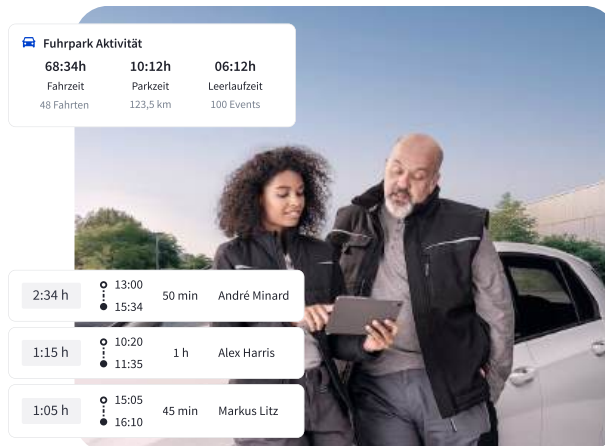 Fuhrpark Aktivität
68:34h 10:12h 06:12h
Fahrzeit Parkzeit Leerlaufzeit
48 Fahrten 123,5 km 100 Events
2:34 h 13:00 15:34 50 min André Minard
1:15 h 10:20 11:35 1 h Alex Harris
1:05 h 15:05 16:10 45 min Markus Litz